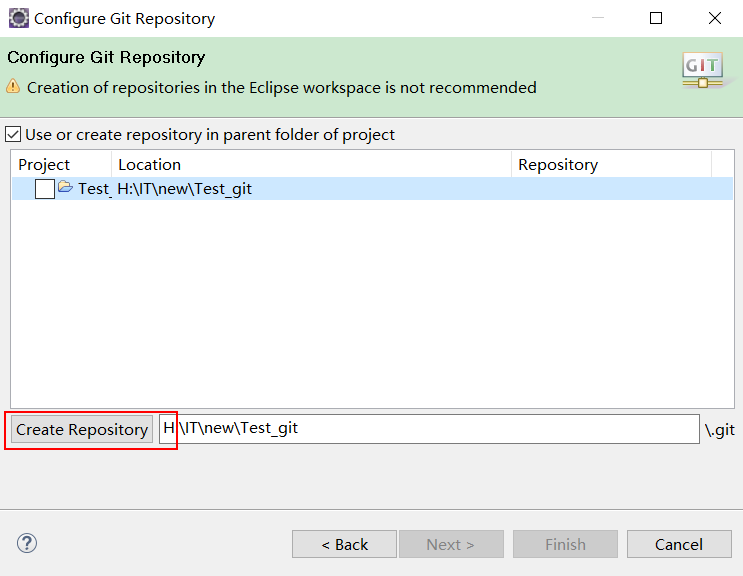 Configure Git Repository
Configure Git Repository
GIT
Creation of repositories in the Eclipse workspace is not recommended
Use or create repository in parent folder of project
Project Location Repository
Test_ H:\IT\new\Test_git
Create Repository H:\IT\new\Test_git \.git
? < Back Next > Finish Cancel